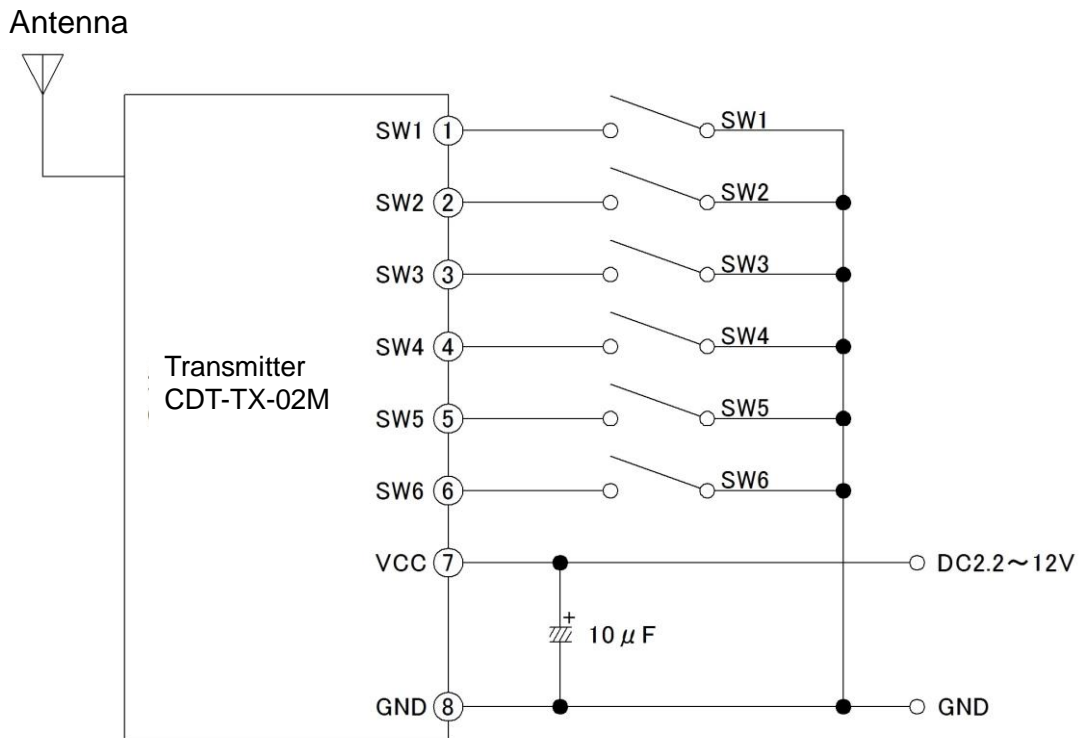 Antenna
SW1 1 SW1
SW2 2 SW2
SW3 3 SW3
SW4 4 SW4
Transmitter
CDT-TX-02M
SW5 5 SW5
SW6 6 SW6
VCC 7 DC2.2～12V
+
10μF
GND 8 GND